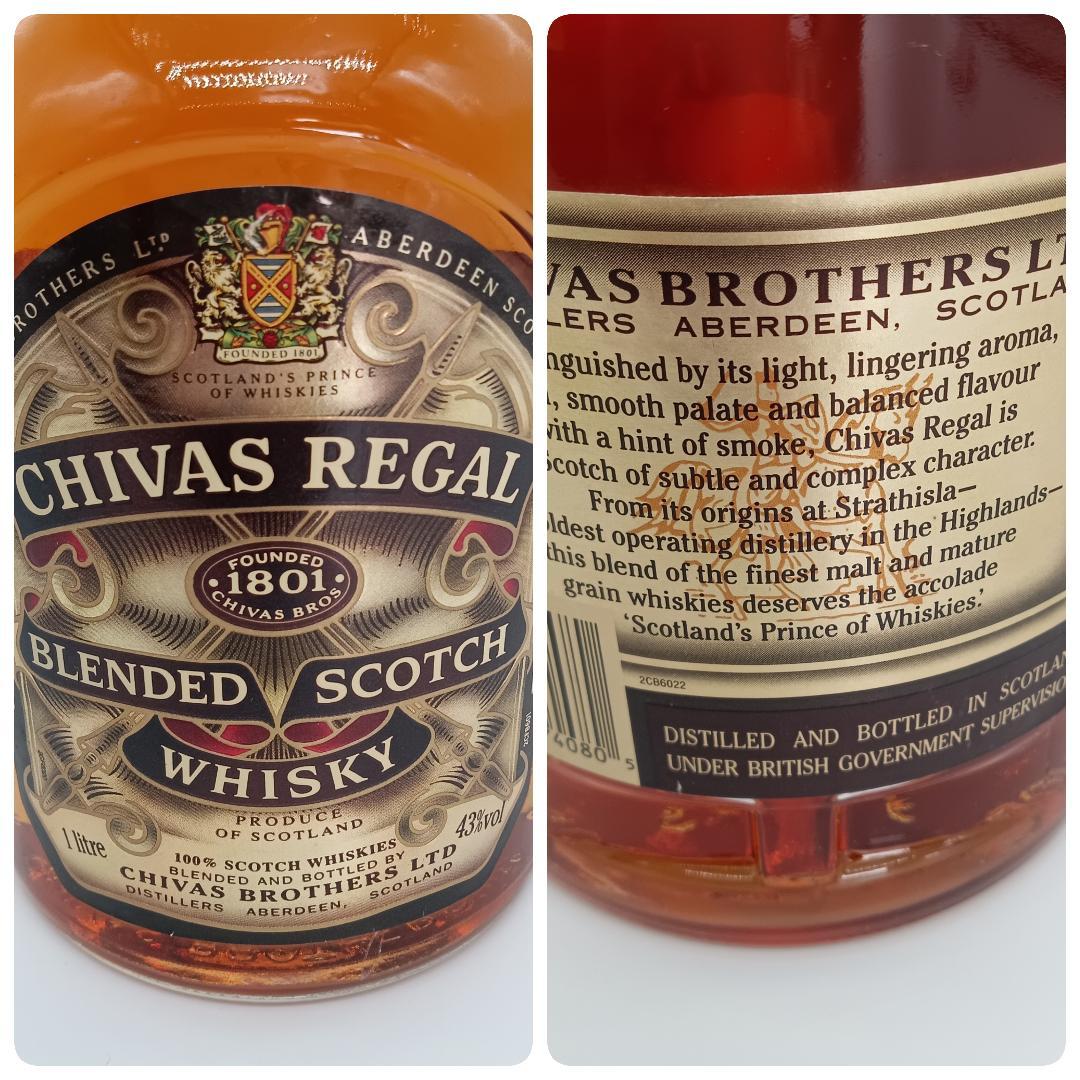 ROTHERS LTD ABERDEEN SCO
FOUNDED 1801
SCOTLAND'S PRINCE
OF WHISKIES
CHIVAS REGAL
FOUNDED
·1801·
CHIVAS BROS
BLENDED SCOTCH
WHISKY
PRODUCE
OF SCOTLAND
1 litre 43%vol
100% SCOTCH WHISKIES
BLENDED AND BOTTLED BY
CHIVAS BROTHERS LTD
DISTILLERS ABERDEEN, SCOTLAND
VAS BROTHERS LT
LERS ABERDEEN, SCOTLA
nguished by its light, lingering aroma,
, smooth palate and balanced flavour
with a hint of smoke, Chivas Regal is
scotch of subtle and complex character.
From its origins at Strathisla—
ldest operating distillery in the Highlands—
this blend of the finest malt and mature
grain whiskies deserves the accolade
'Scotland's Prince of Whiskies.'
2CB6022
4080 5
DISTILLED AND BOTTLED IN SCOTLAN
UNDER BRITISH GOVERNMENT SUPERVISIO